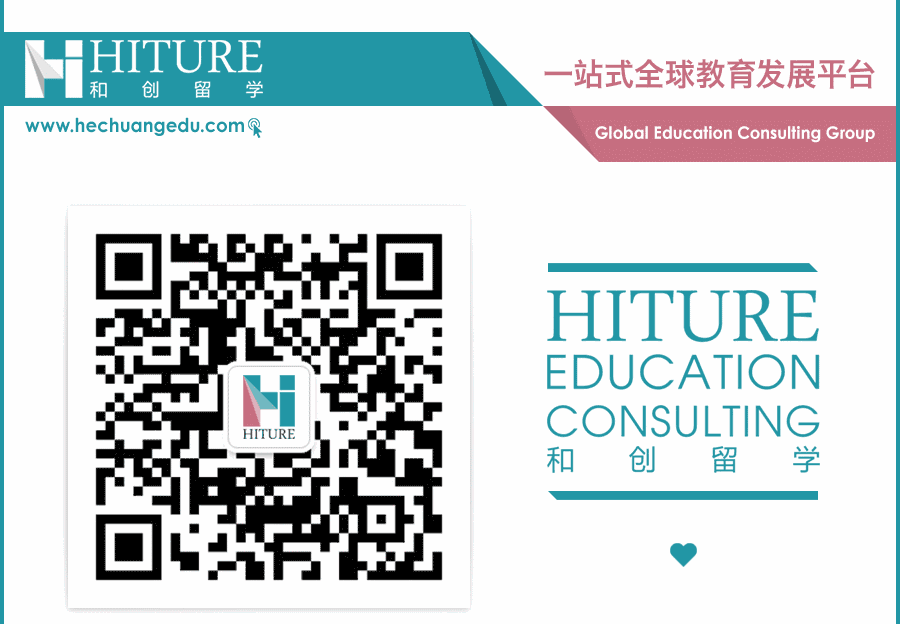 HITURE
和创留学
www.hechuangedu.com
一站式全球教育发展平台
Global Education Consulting Group
HITURE
HITURE
EDUCATION
CONSULTING
和创留学